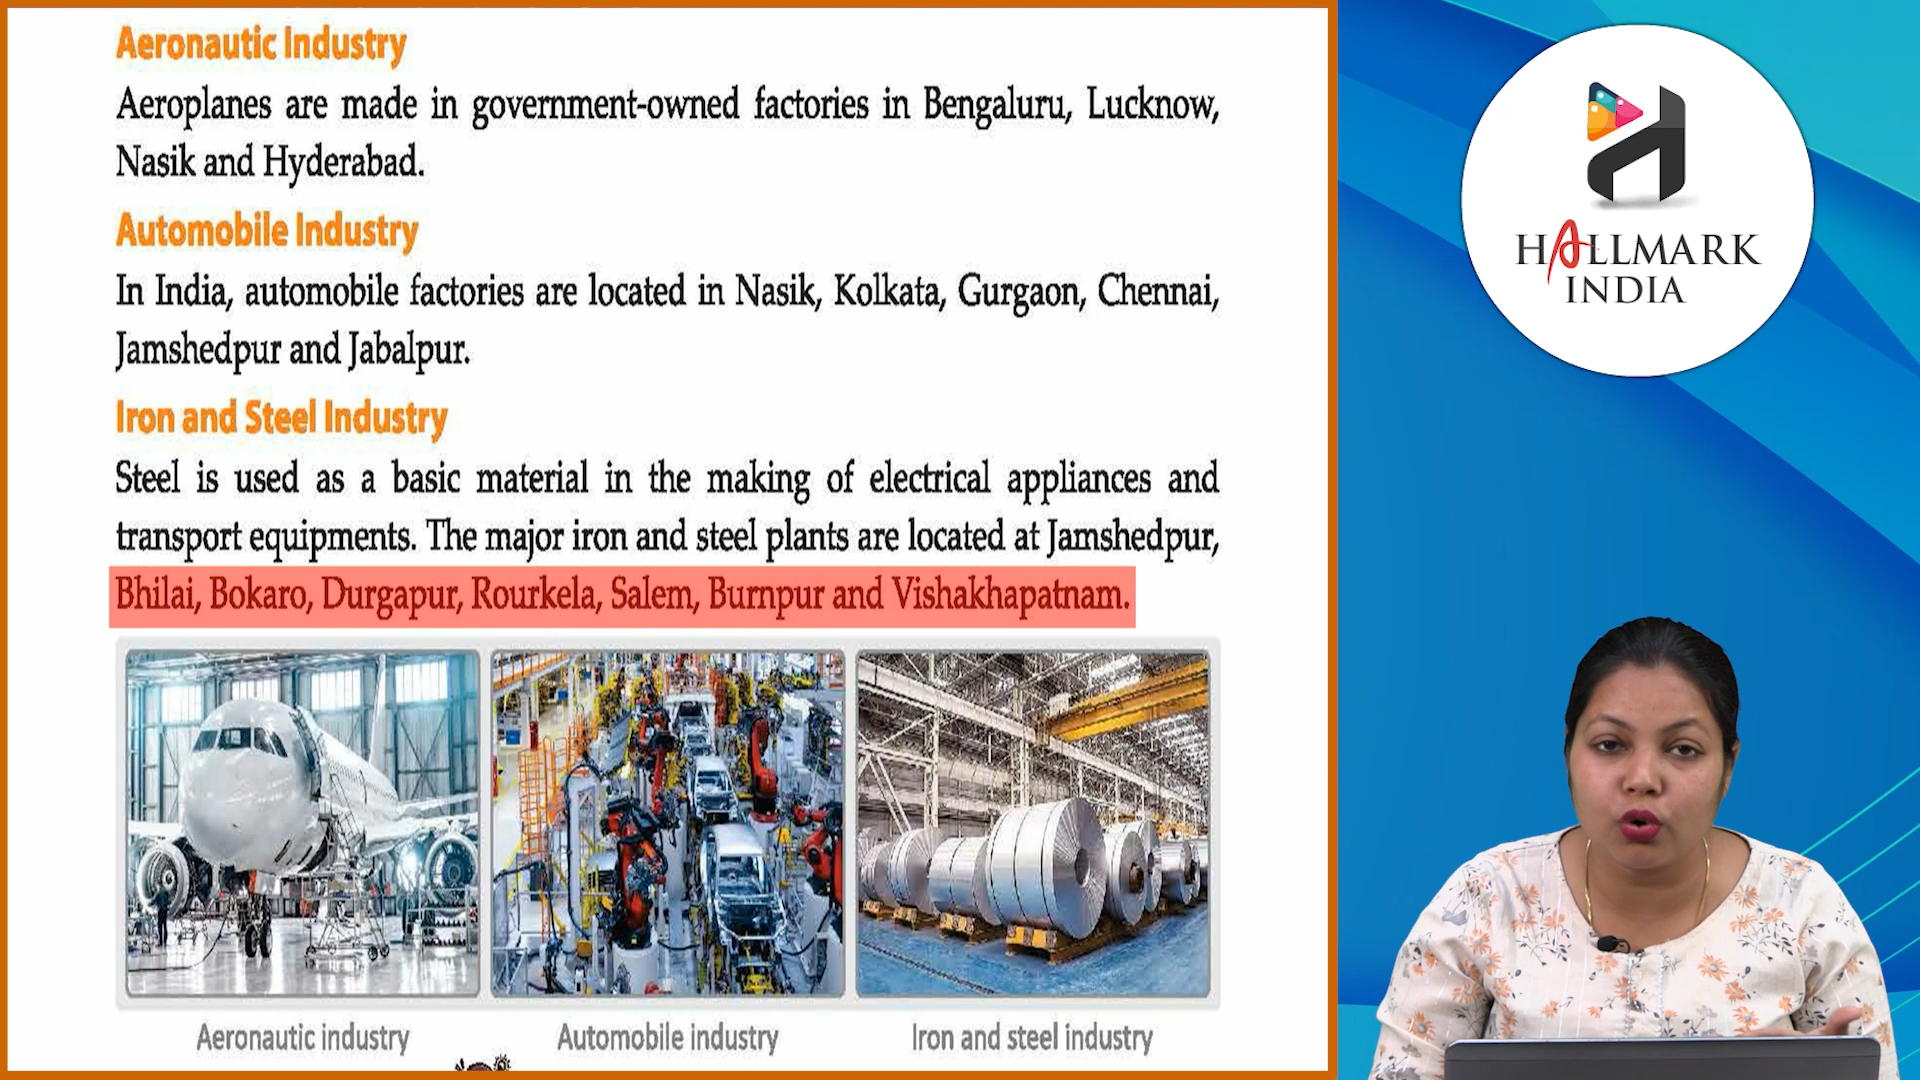 Aeronautic Industry
Aeroplanes are made in government-owned factories in Bengaluru, Lucknow,
Nasik and Hyderabad.
Automobile Industry
In India, automobile factories are located in Nasik, Kolkata, Gurgaon, Chennai,
Jamshedpur and Jabalpur.
Iron and Steel Industry
Steel is used as a basic material in the making of electrical appliances and
transport equipments. The major iron and steel plants are located at Jamshedpur,
Bhilai, Bokaro, Durgapur, Rourkela, Salem, Burnpur and Vishakhapatnam.
Aeronautic industry
Automobile industry
Iron and steel industry
HALLMARK
INDIA